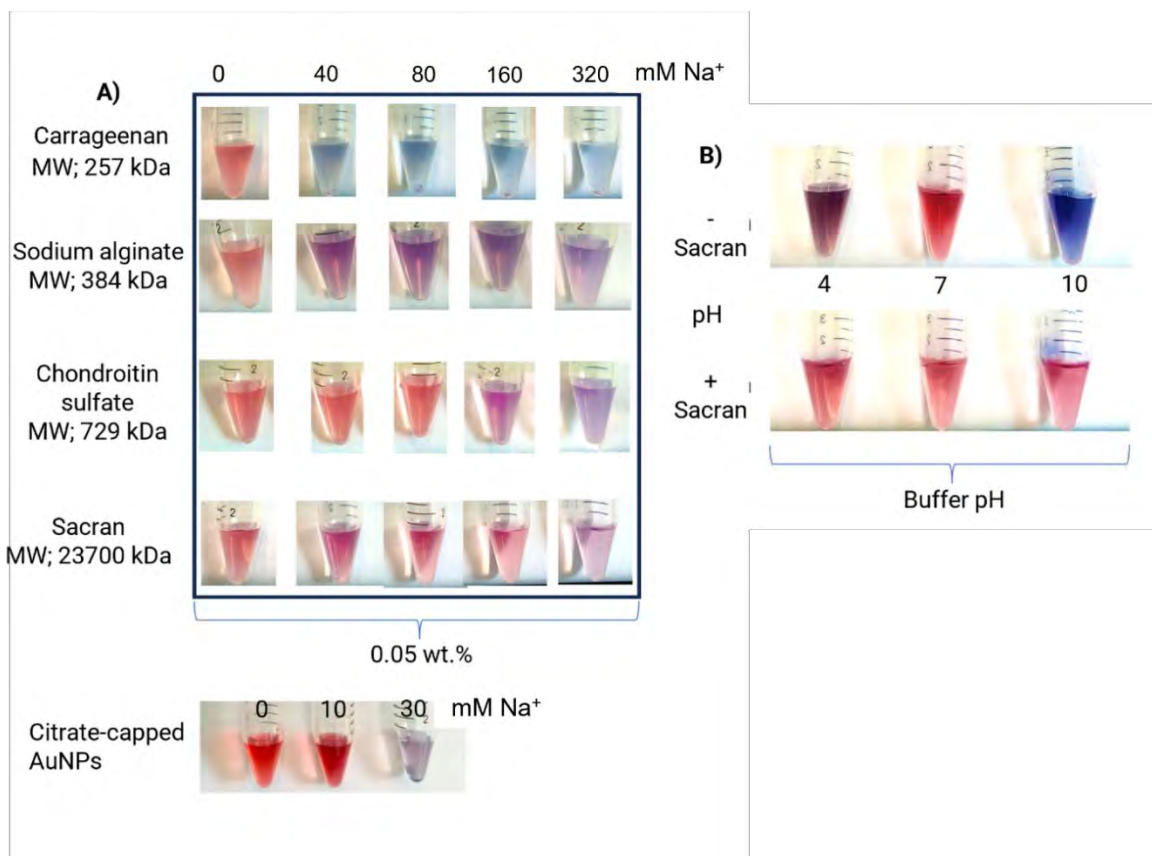 A)
0 40 80 160 320 mM Na⁺
Carrageenan
MW; 257 kDa
Sodium alginate
MW; 384 kDa
Chondroitin
sulfate
MW; 729 kDa
Sacran
MW; 23700 kDa
0.05 wt.%
Citrate-capped
AuNPs
0 10 30 mM Na⁺
B)
-
Sacran
4 7 10
pH
+
Sacran
Buffer pH